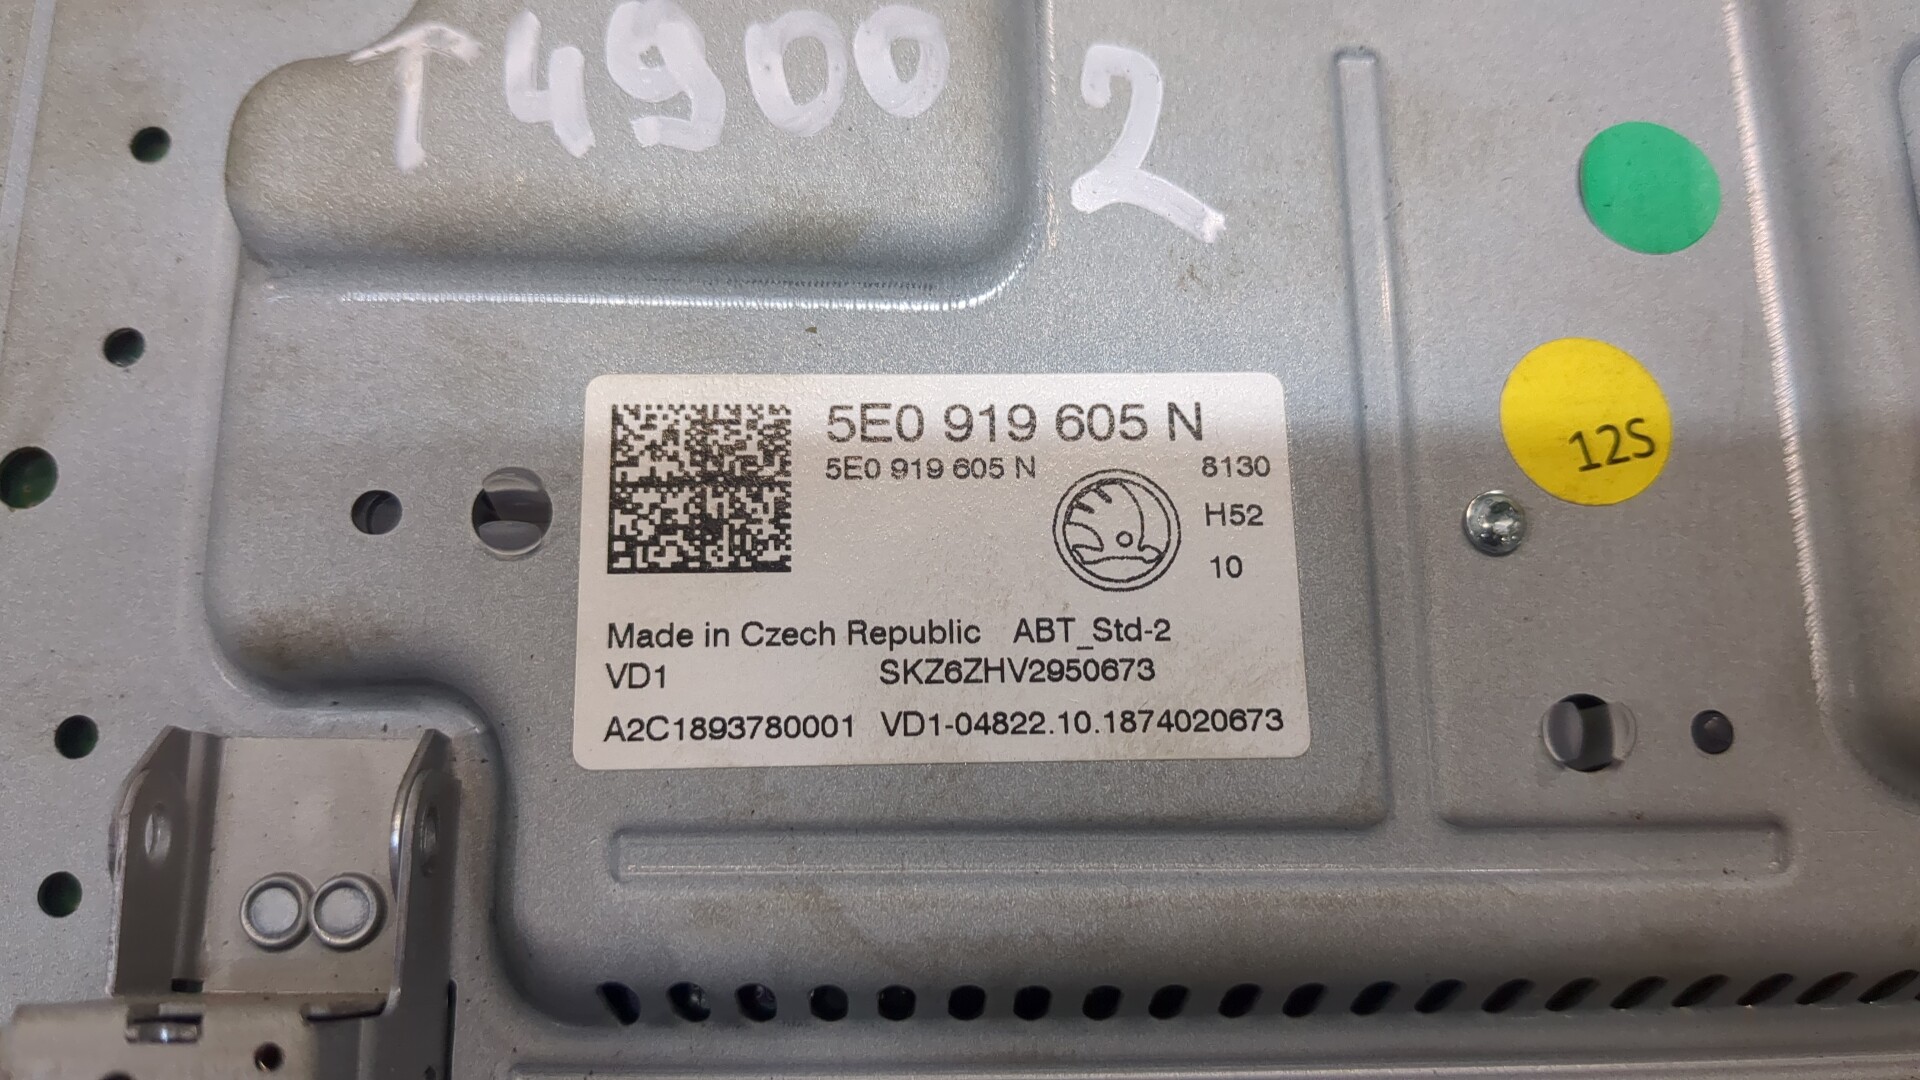 T4900 2
12S
5E0 919 605 N
5E0 919 605 N
8130
H52
10
Made in Czech Republic ABT_Std-2
VD1 SKZ6ZHV2950673
A2C1893780001 VD1-04822.10.1874020673